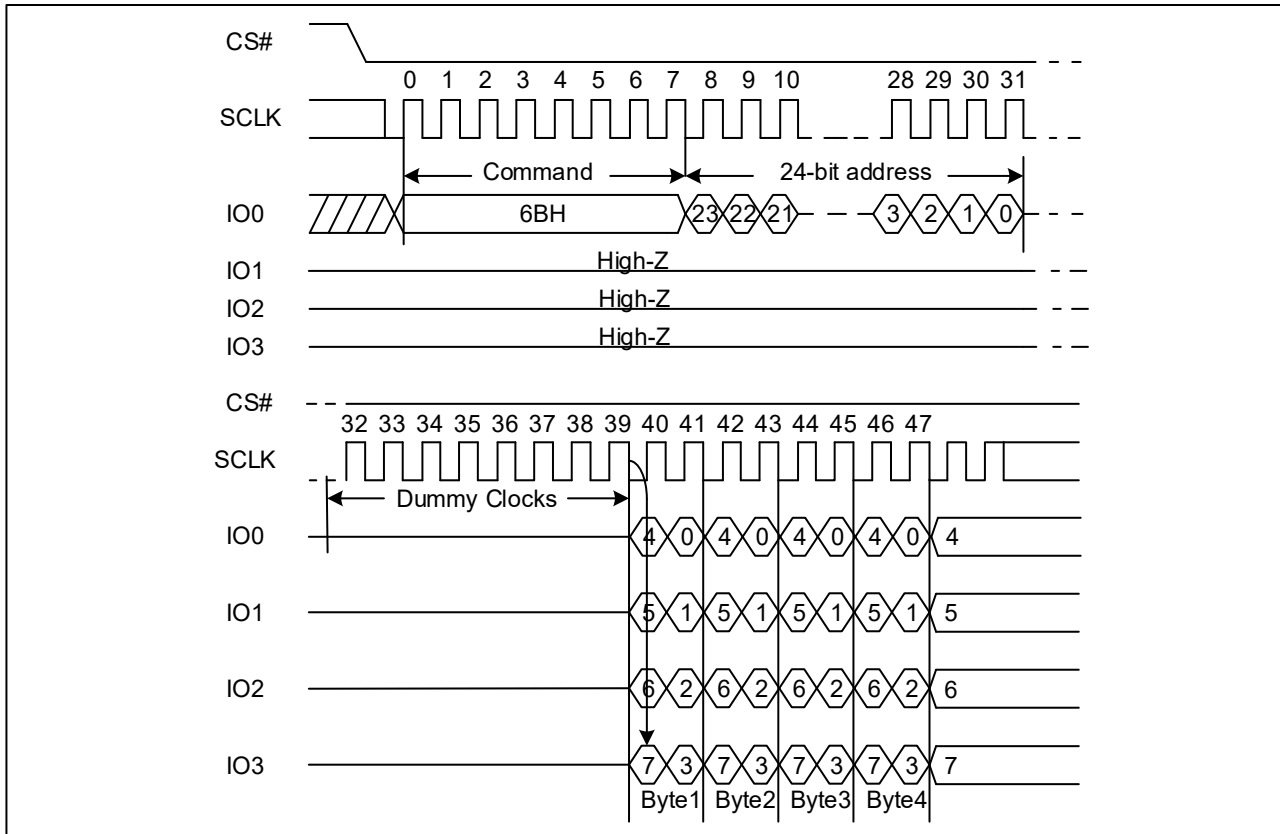 CS#
0 1 2 3 4 5 6 7 8 9 10 28 29 30 31
SCLK
Command 24-bit address
IO0 6BH 23 22 21 3 2 1 0
IO1 High-Z
IO2 High-Z
IO3 High-Z
CS#
32 33 34 35 36 37 38 39 40 41 42 43 44 45 46 47
SCLK
Dummy Clocks
IO0 4 0 4 0 4 0 4 0 4
IO1 5 1 5 1 5 1 5 1 5
IO2 6 2 6 2 6 2 6 2 6
IO3 7 3 7 3 7 3 7 3 7
Byte1 Byte2 Byte3 Byte4